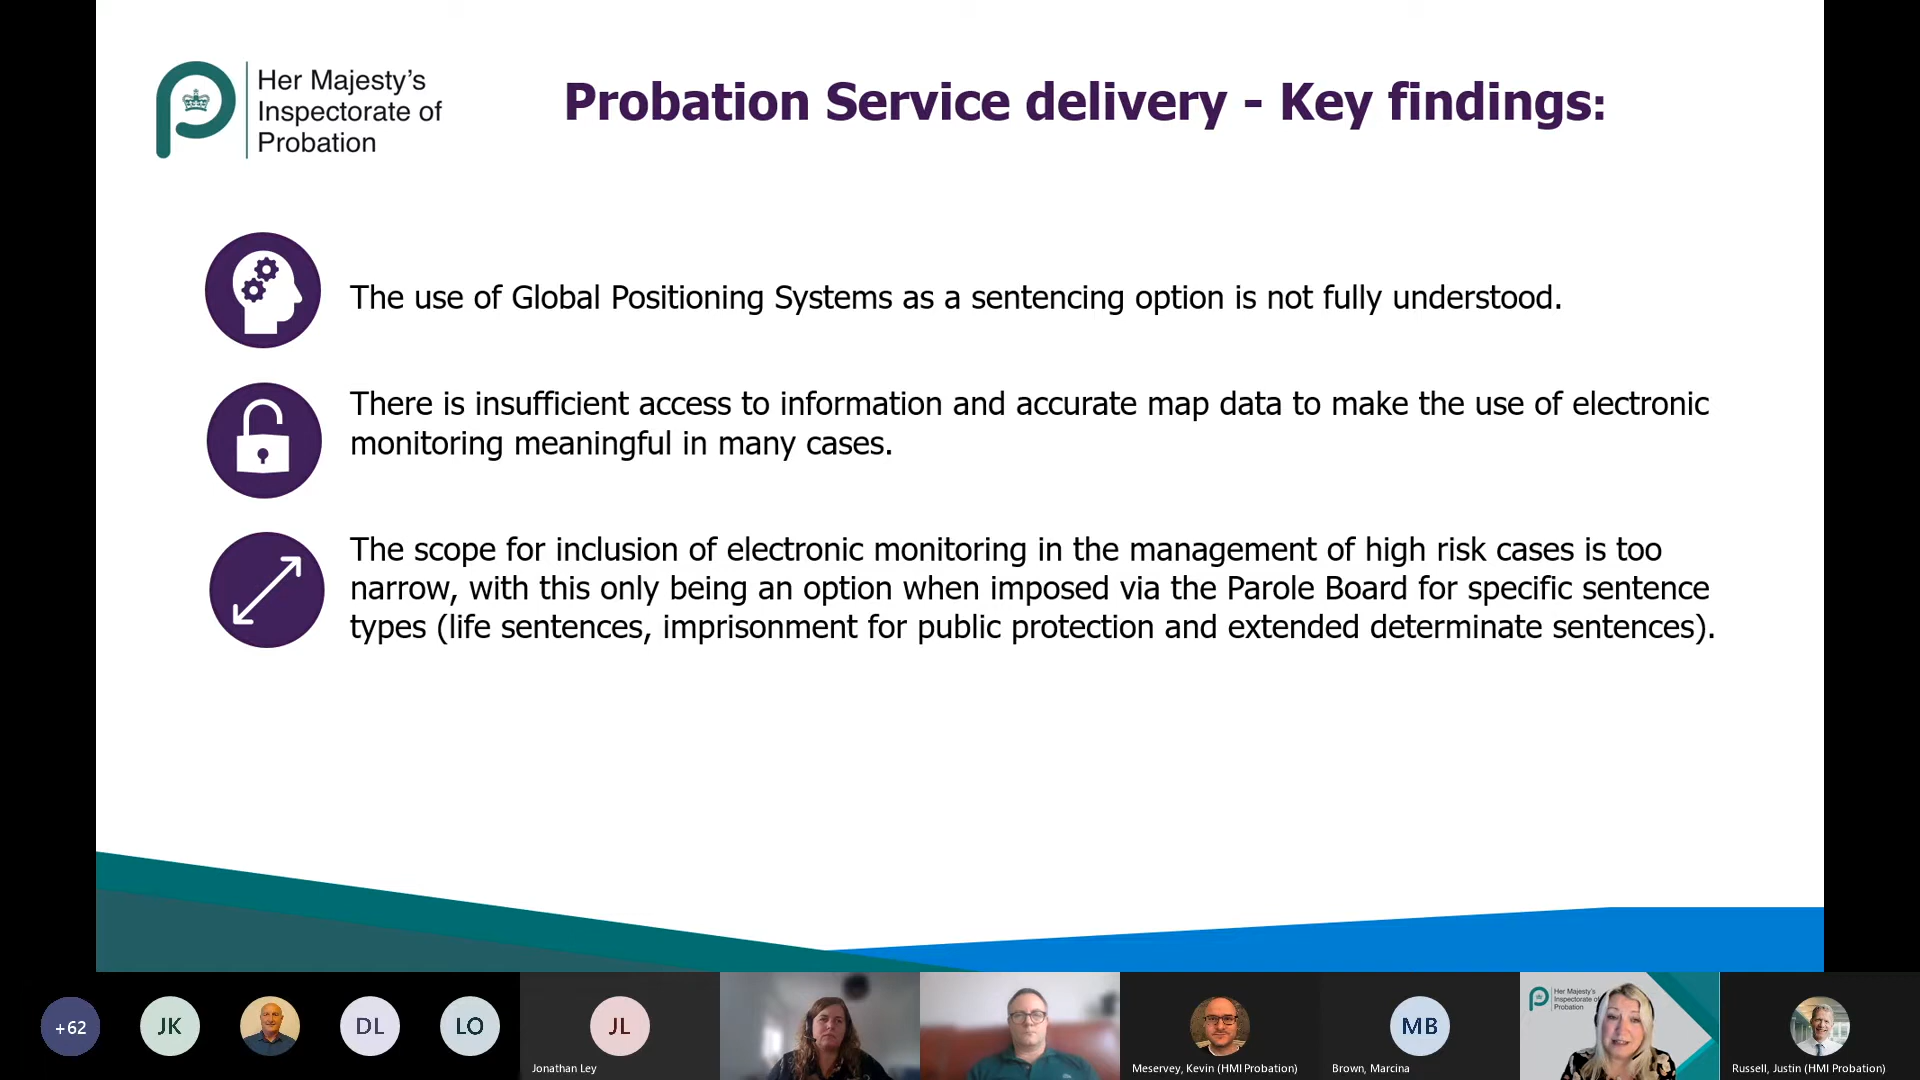 Her Majesty's
Inspectorate of
Probation
Probation Service delivery - Key findings:
The use of Global Positioning Systems as a sentencing option is not fully understood.
There is insufficient access to information and accurate map data to make the use of electronic
monitoring meaningful in many cases.
The scope for inclusion of electronic monitoring in the management of high risk cases is too
narrow, with this only being an option when imposed via the Parole Board for specific sentence
types (life sentences, imprisonment for public protection and extended determinate sentences).
+62
JK
DL
LO
JL
Jonathan Ley
Meservey, Kevin (HMI Probation)
MB
Brown, Marcina
Her Majesty's
Inspectorate of
Probation
Russell, Justin (HMI Probation)